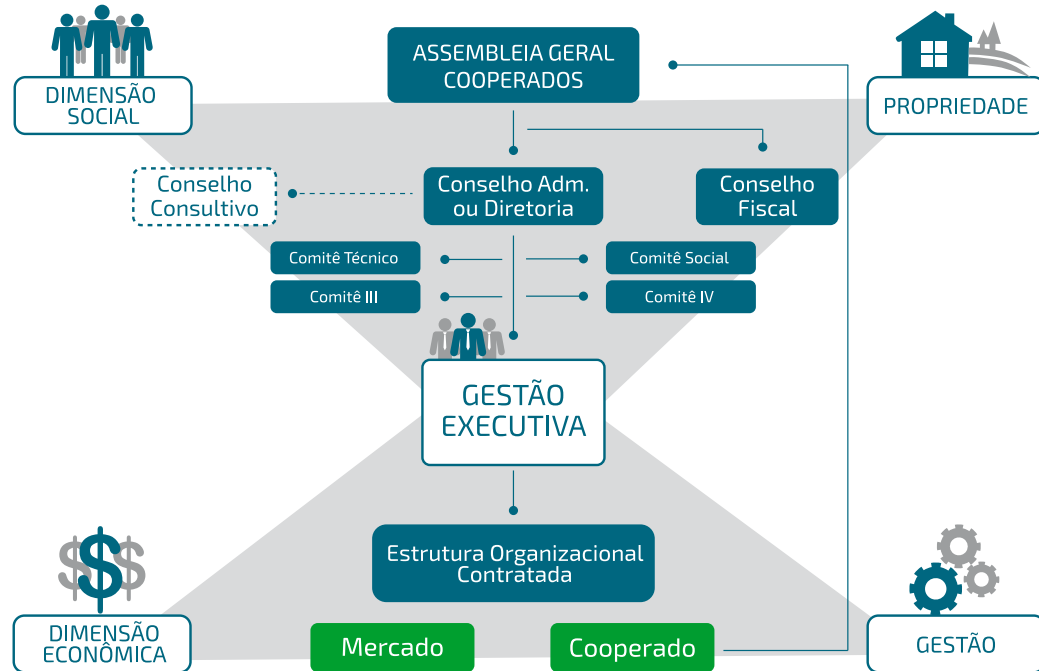 ASSEMBLEIA GERAL
COOPERADOS
DIMENSÃO
SOCIAL
PROPRIEDADE
Conselho
Consultivo
Conselho Adm.
ou Diretoria
Conselho
Fiscal
Comitê Técnico
Comitê Social
Comitê III
Comitê IV
GESTÃO
EXECUTIVA
Estrutura Organizacional
Contratada
DIMENSÃO
ECONÔMICA
Mercado
Cooperado
GESTÃO